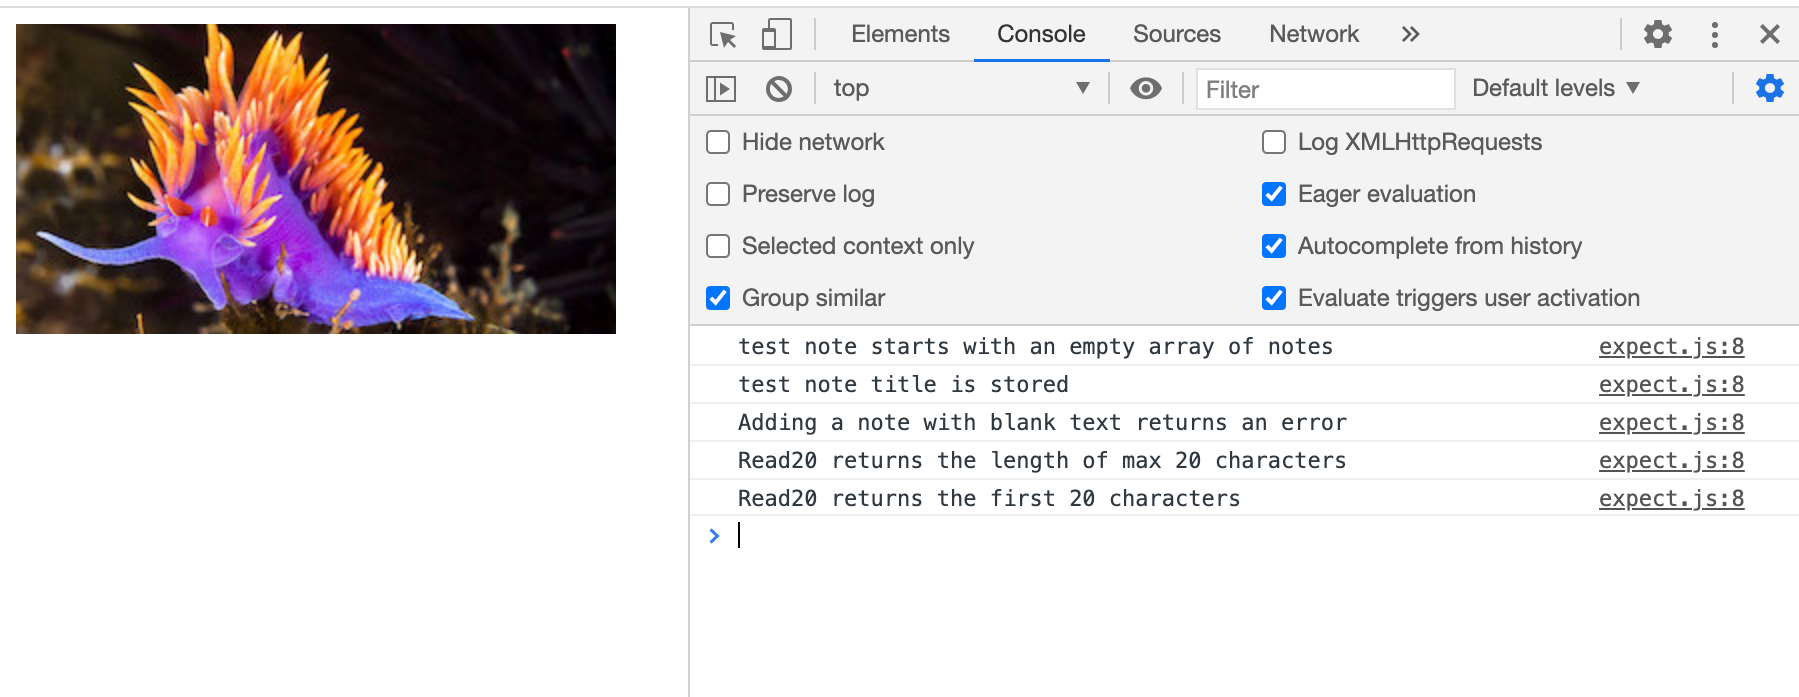 Elements Console Sources Network
top Filter Default levels
Hide network Log XMLHttpRequests
Preserve log Eager evaluation
Selected context only Autocomplete from history
Group similar Evaluate triggers user activation
test note starts with an empty array of notes expect.js:8
test note title is stored expect.js:8
Adding a note with blank text returns an error expect.js:8
Read20 returns the length of max 20 characters expect.js:8
Read20 returns the first 20 characters expect.js:8